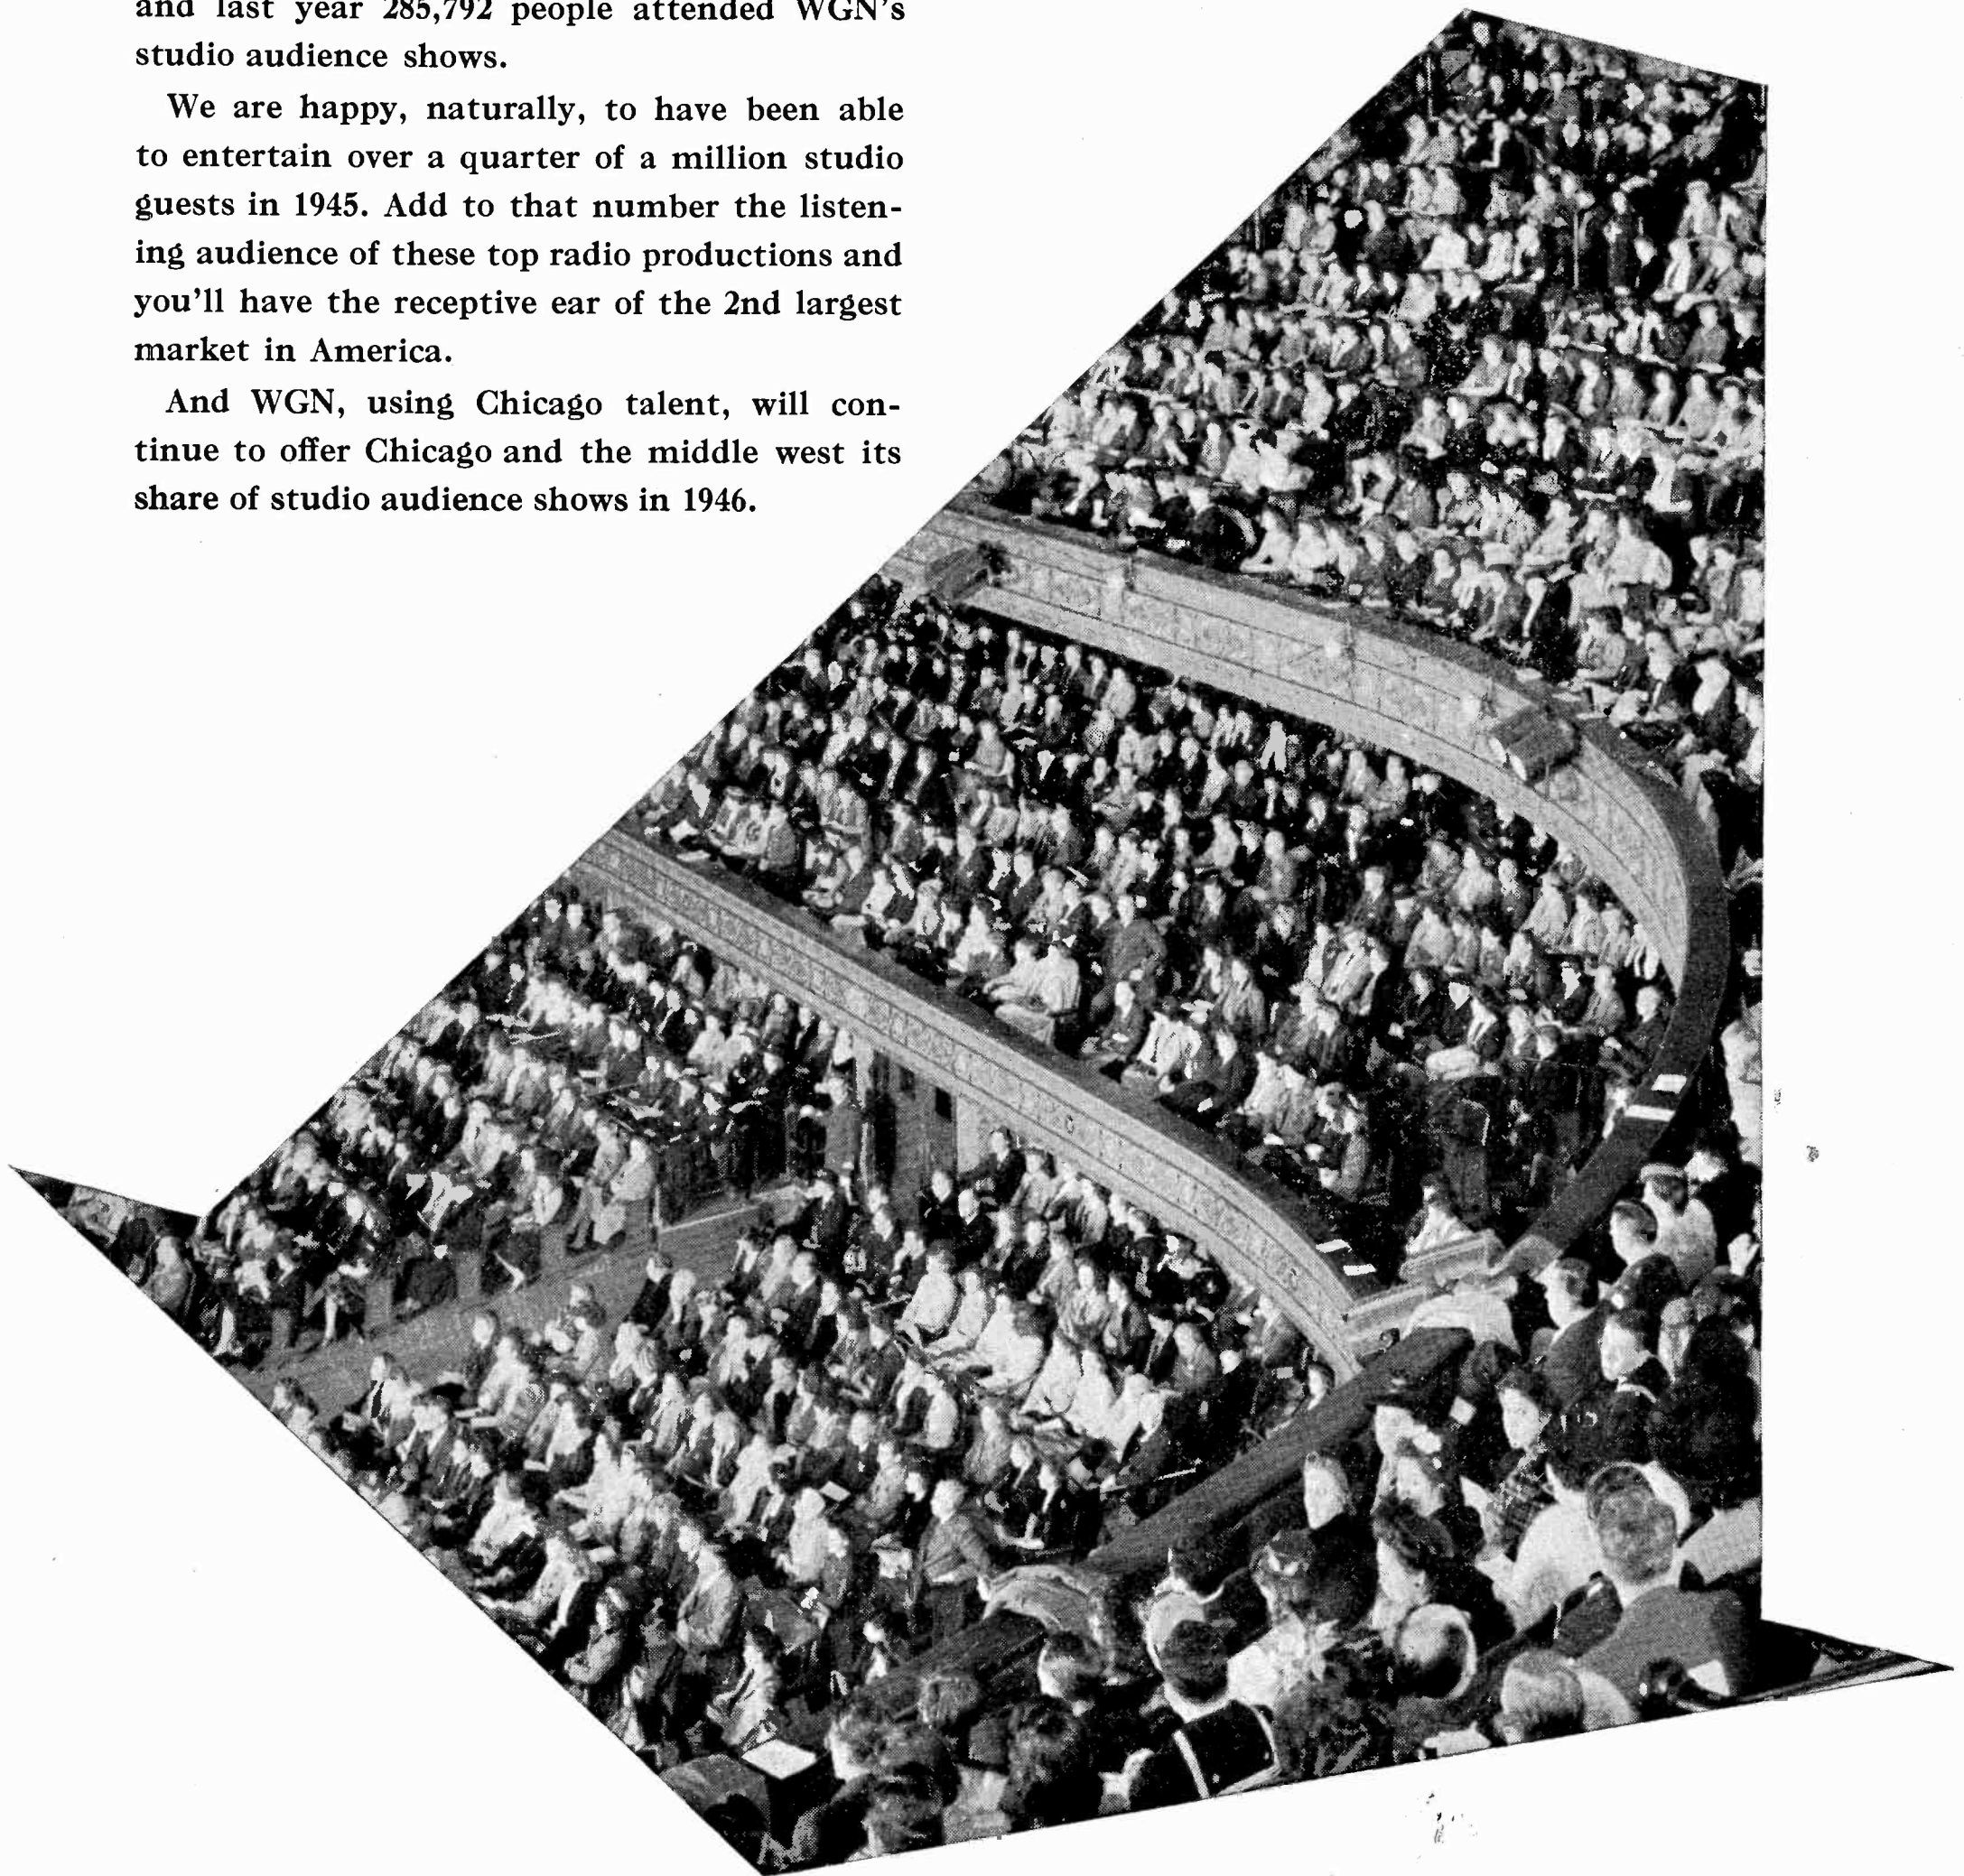 and last year 285,792 people attended WGN's
studio audience shows.
We are happy, naturally, to have been able
to entertain over a quarter of a million studio
guests in 1945. Add to that number the listen-
ing audience of these top radio productions and
you'll have the receptive ear of the 2nd largest
market in America.
And WGN, using Chicago talent, will con-
tinue to offer Chicago and the middle west its
share of studio audience shows in 1946.